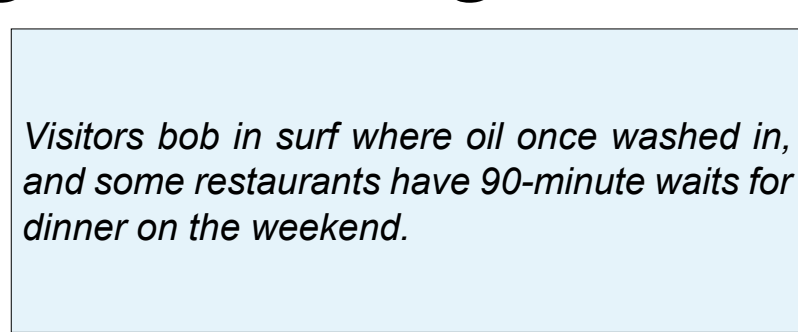 Visitors bob in surf where oil once washed in,
and some restaurants have 90-minute waits for
dinner on the weekend.